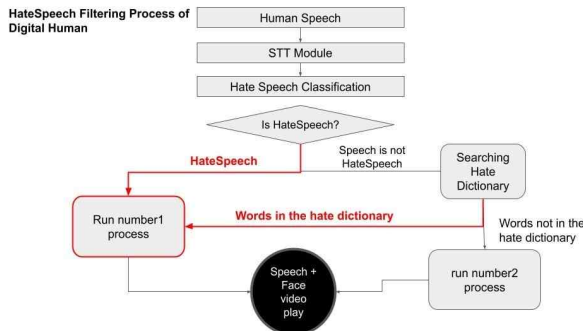 HateSpeech Filtering Process of
Digital Human
Human Speech
STT Module
Hate Speech Classification
Is HateSpeech?
HateSpeech
Speech is not
HateSpeech
Searching
Hate
Dictionary
Run number1
process
Words in the hate dictionary
Words not in the
hate dictionary
Speech +
Face
video
play
run number2
process